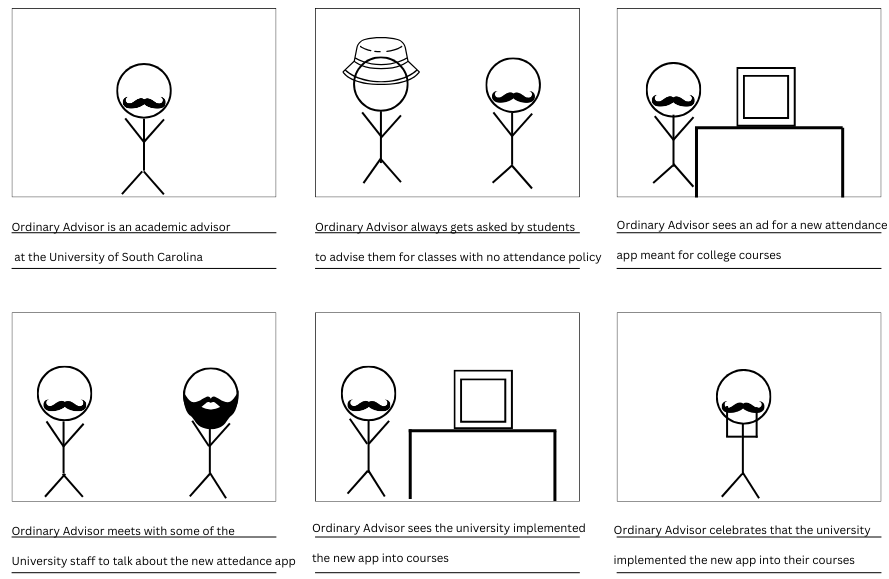 Ordinary Advisor is an academic advisor
at the University of South Carolina
Ordinary Advisor always gets asked by students
to advise them for classes with no attendance policy
Ordinary Advisor sees an ad for a new attendance
app meant for college courses
Ordinary Advisor meets with some of the
University staff to talk about the new attedance app
Ordinary Advisor sees the university implemented
the new app into courses
Ordinary Advisor celebrates that the university
implemented the new app into their courses